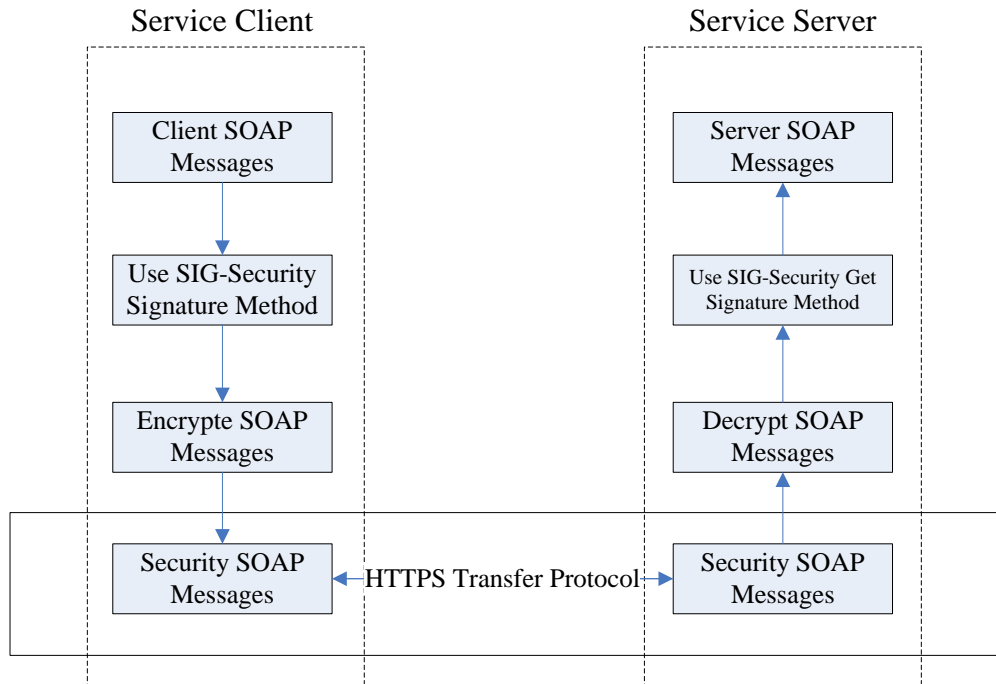 Service Client
Service Server
Client SOAP
Messages
Server SOAP
Messages
Use SIG-Security
Signature Method
Use SIG-Security Get
Signature Method
Encrypte SOAP
Messages
Decrypt SOAP
Messages
Security SOAP
Messages
HTTPS Transfer Protocol
Security SOAP
Messages